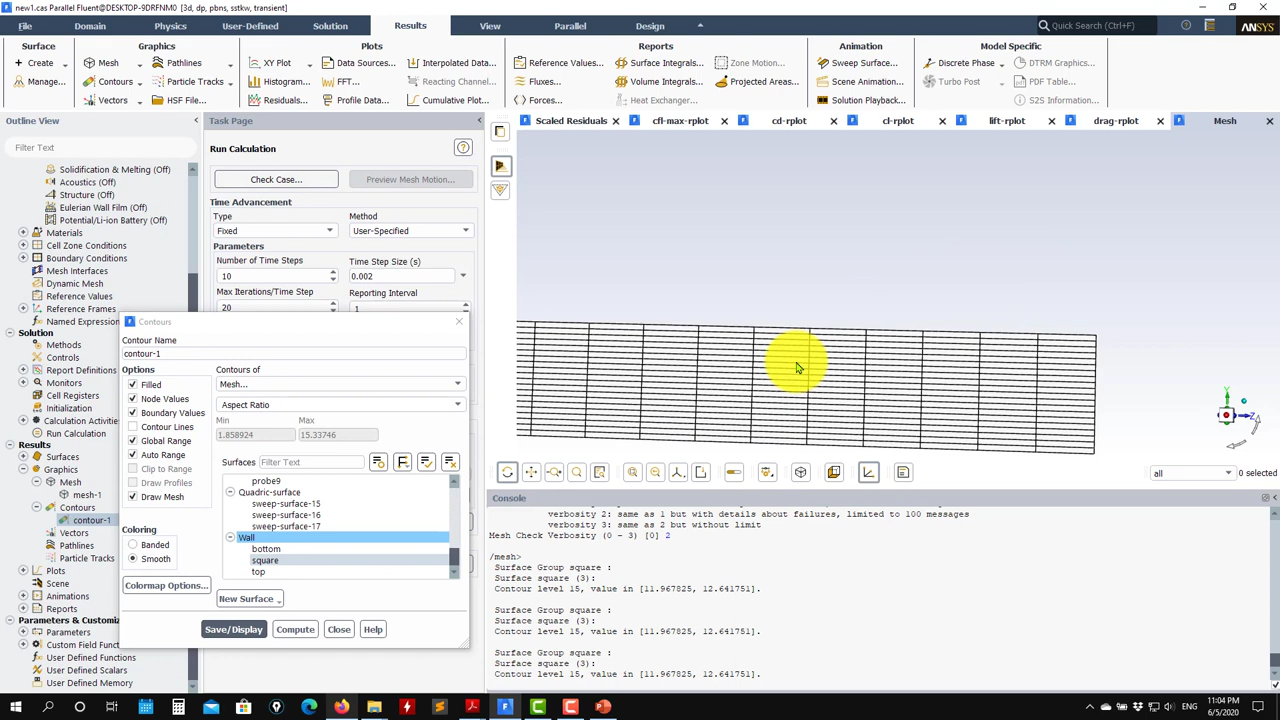 new1.cas Parallel Fluent@DESKTOP-9DRFNM0 [3d, dp, pbns, sstkw, transient]
File
Domain
Physics
User-Defined
Solution
Results
View
Parallel
Design
Quick Search (Ctrl+F)
ANSYS
Surface
Graphics
Plots
Reports
Animation
Model Specific
Create
Mesh
Pathlines
XY Plot
Data Sources...
Interpolated Data...
Reference Values...
Surface Integrals...
Zone Motion...
Sweep Surface...
Discrete Phase
DTRM Graphics...
Manage...
Contours
Particle Tracks
Histogram...
FFT...
Reacting Channel...
Fluxes...
Volume Integrals...
Projected Areas...
Scene Animation...
Turbo Post
PDF Table...
Vectors
HSF File...
Residuals...
Profile Data...
Cumulative Plot...
Forces...
Heat Exchanger...
Solution Playback...
S2S Information...
Outline View
Task Page
Scaled Residuals
cfl-max-rplot
cd-rplot
cl-rplot
lift-rplot
drag-rplot
Mesh
Filter Text
Solidification & Melting (Off)
Acoustics (Off)
Structure (Off)
Eulerian Wall Film (Off)
Potential/Li-ion Battery (Off)
Materials
Cell Zone Conditions
Boundary Conditions
Mesh Interfaces
Dynamic Mesh
Reference Values
Reference Frames
Named Expression
Solution
Methods
Controls
Report Definitions
Monitors
Cell Registers
Initialization
Calculation Activities
Run Calculation
Results
Surfaces
Graphics
Mesh
mesh-1
Contours
contour-1
Vectors
Pathlines
Particle Tracks
Plots
Scene
Animations
Reports
Parameters & Customiz
Parameters
Custom Field Func
User Defined Functions
User Defined Scalars
User Defined Memory
Run Calculation
Check Case...
Preview Mesh Motion...
Time Advancement
Type
Method
Fixed
User-Specified
Parameters
Number of Time Steps
Time Step Size (s)
10
0.002
Max Iterations/Time Step
Reporting Interval
20
1
Contours
Contour Name
contour-1
Options
Filled
Node Values
Boundary Values
Contour Lines
Global Range
Auto Range
Clip to Range
Draw Profiles
Draw Mesh
Coloring
Banded
Smooth
Colormap Options...
Contours of
Mesh...
Aspect Ratio
Min
Max
1.858924
15.33746
Surfaces
Filter Text
probe9
Quadric-surface
sweep-surface-15
sweep-surface-16
sweep-surface-17
Wall
bottom
square
top
New Surface
Save/Display
Compute
Close
Help
Y
Z
all
0 selected
Console
verbosity 2: same as 1 but with details about failures, limited to 100 messages
verbosity 3: same as 2 but without limit
Mesh Check Verbosity (0 - 3) [0] 2
/mesh>
Surface Group square :
Surface square (3):
Contour level 15, value in [11.967825, 12.641751].
Surface Group square :
Surface square (3):
Contour level 15, value in [11.967825, 12.641751].
Surface Group square :
Surface square (3):
Contour level 15, value in [11.967825, 12.641751].
ENG
11:04 PM
6/5/2020